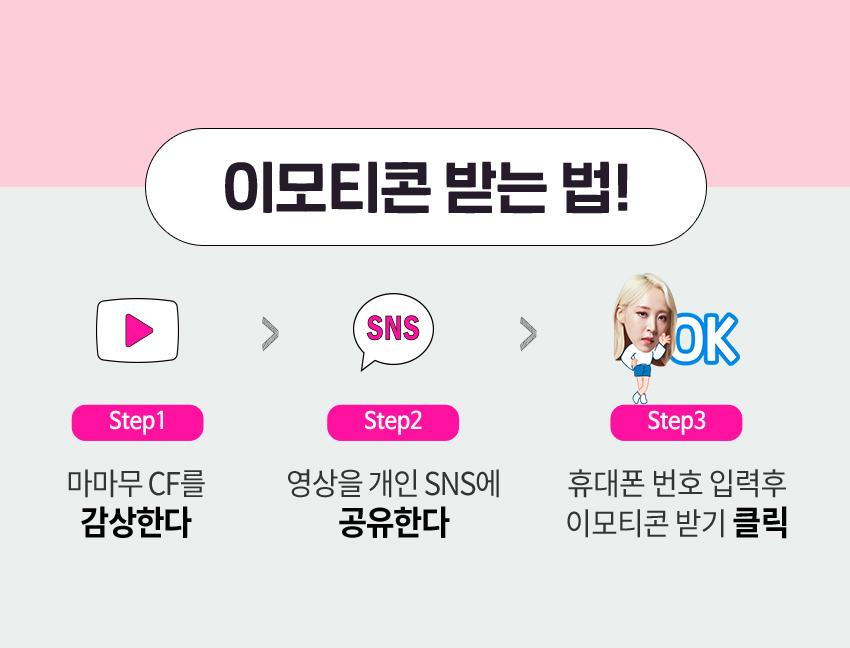 이모티콘 받는 법!
SNS
OK
Step1
Step2
Step3
마마무 CF를
감상한다
영상을 개인 SNS에
공유한다
휴대폰 번호 입력후
이모티콘 받기 클릭